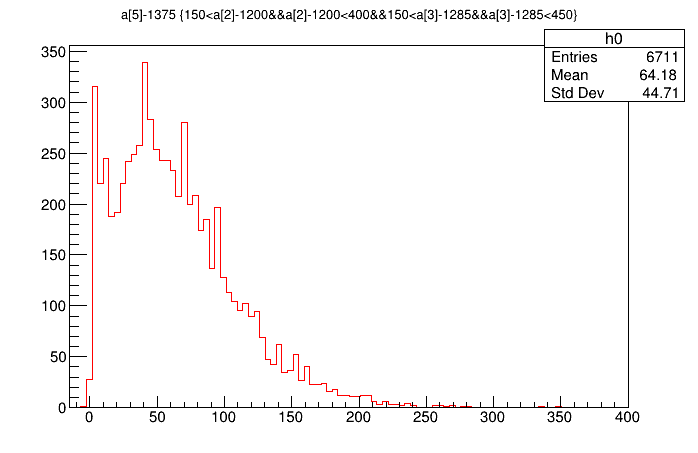 a[5]-1375 {150<a[2]-1200&&a[2]-1200<400&&150<a[3]-1285&&a[3]-1285<450}
h0
Entries 6711
Mean 64.18
Std Dev 44.71
350
300
250
200
150
100
50
0
0 50 100 150 200 250 300 350 400